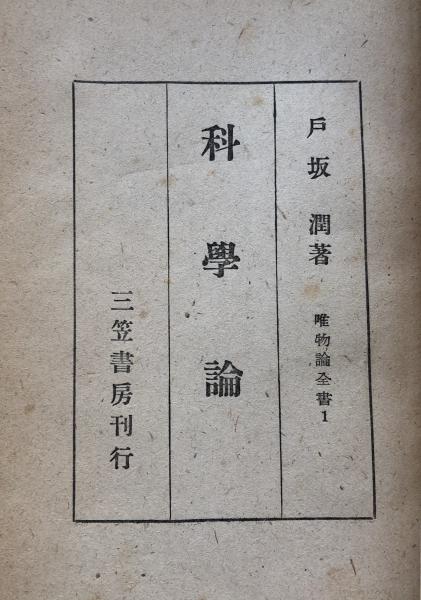 戸坂 潤著
唯物論全書1
科學論
三笠書房刊行